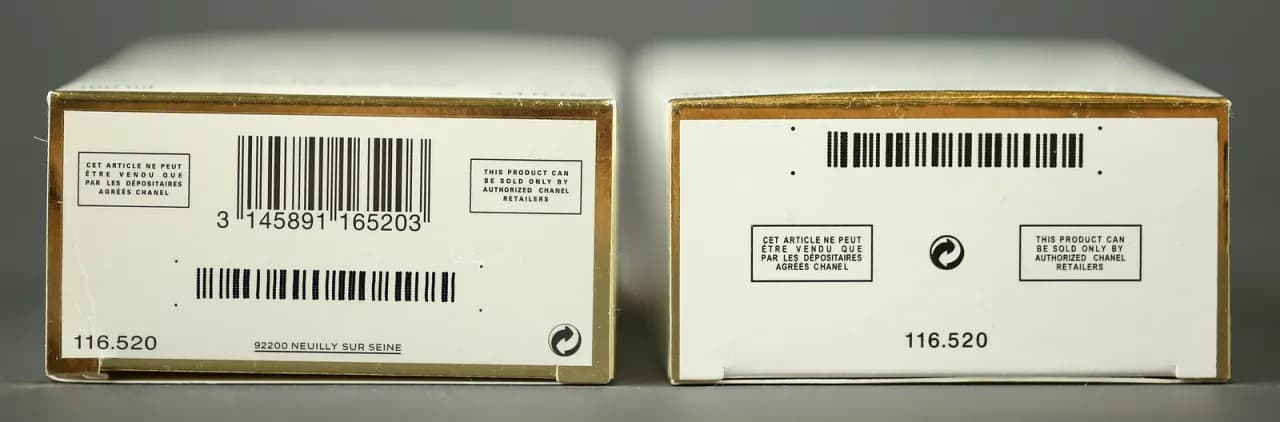 CET ARTICLE NE PEUT
ÊTRE VENDU QUE
PAR LES DÉPOSITAIRES
AGRÉÉS CHANEL
3 145891 165203
THIS PRODUCT CAN
BE SOLD ONLY BY
AUTHORIZED CHANEL
RETAILERS
116.520
92200 NEUILLY SUR SEINE
CET ARTICLE NE PEUT
ÊTRE VENDU QUE
PAR LES DÉPOSITAIRES
AGRÉÉS CHANEL
THIS PRODUCT CAN
BE SOLD ONLY BY
AUTHORIZED CHANEL
RETAILERS
116.520